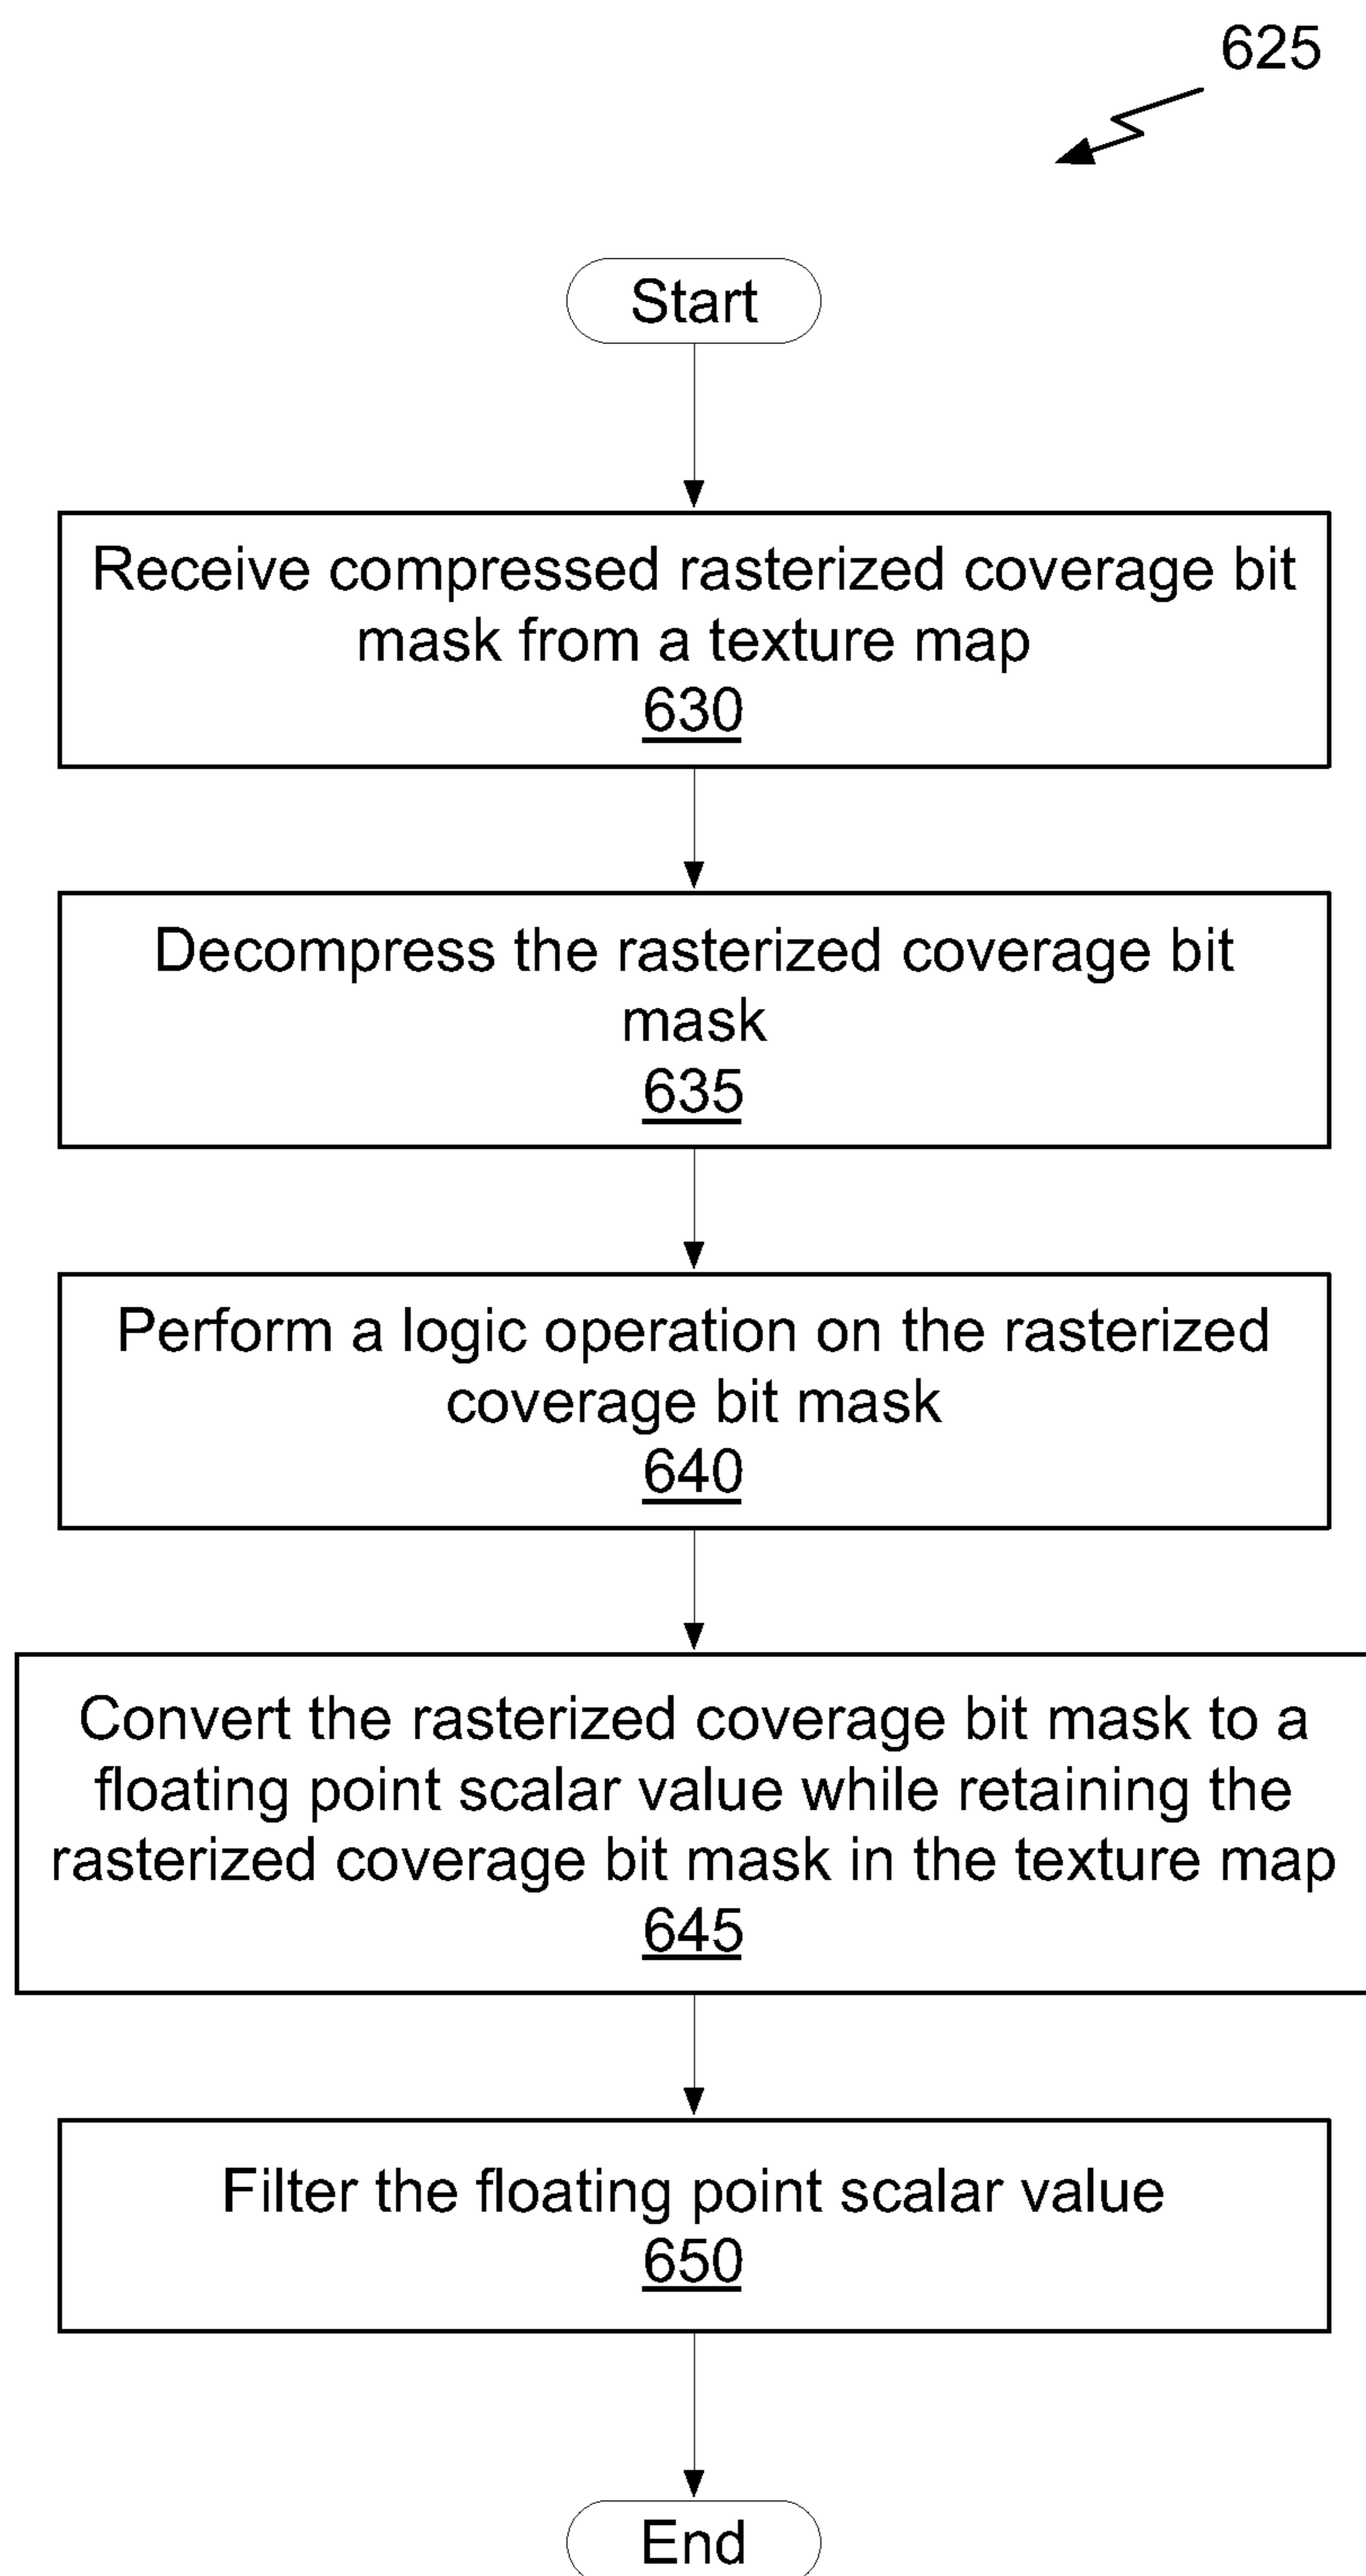 625
Start
Receive compressed rasterized coverage bit
mask from a texture map
630
Decompress the rasterized coverage bit
mask
635
Perform a logic operation on the rasterized
coverage bit mask
640
Convert the rasterized coverage bit mask to a
floating point scalar value while retaining the
rasterized coverage bit mask in the texture map
645
Filter the floating point scalar value
650
End